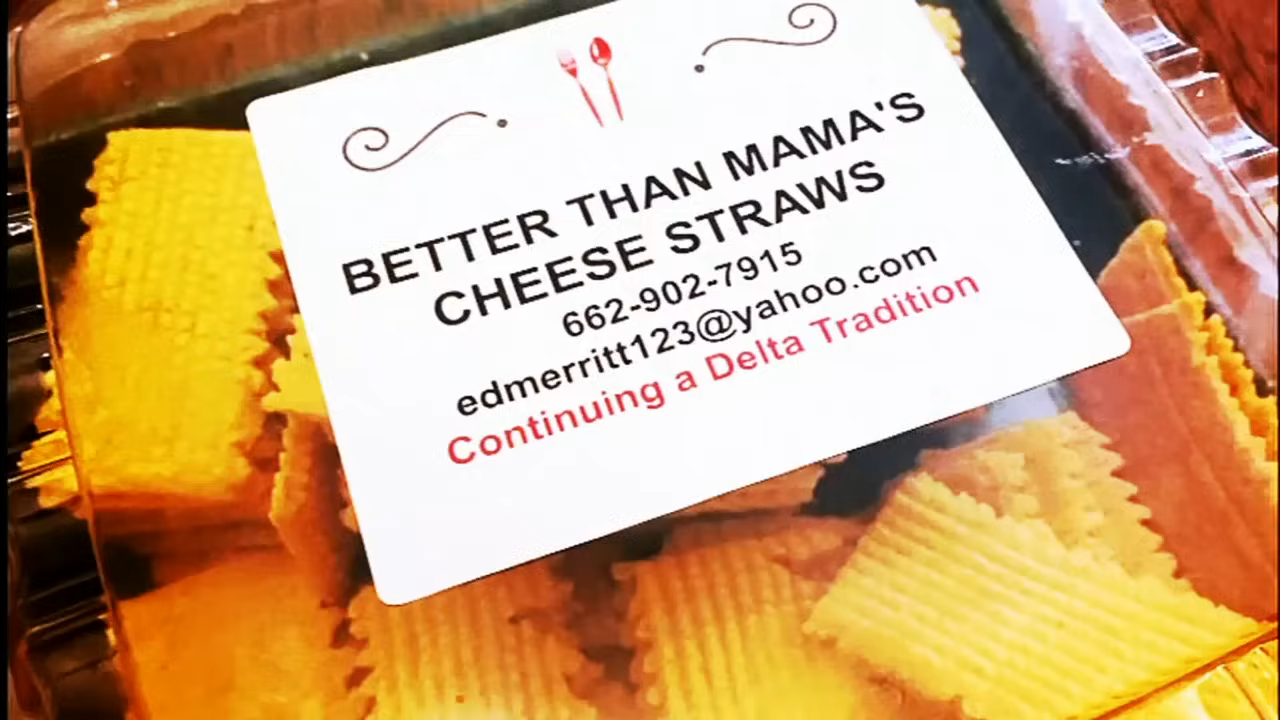 BETTER THAN MAMA'S
CHEESE STRAWS
662-902-7915
edmerritt123@yahoo.com
Continuing a Delta Tradition